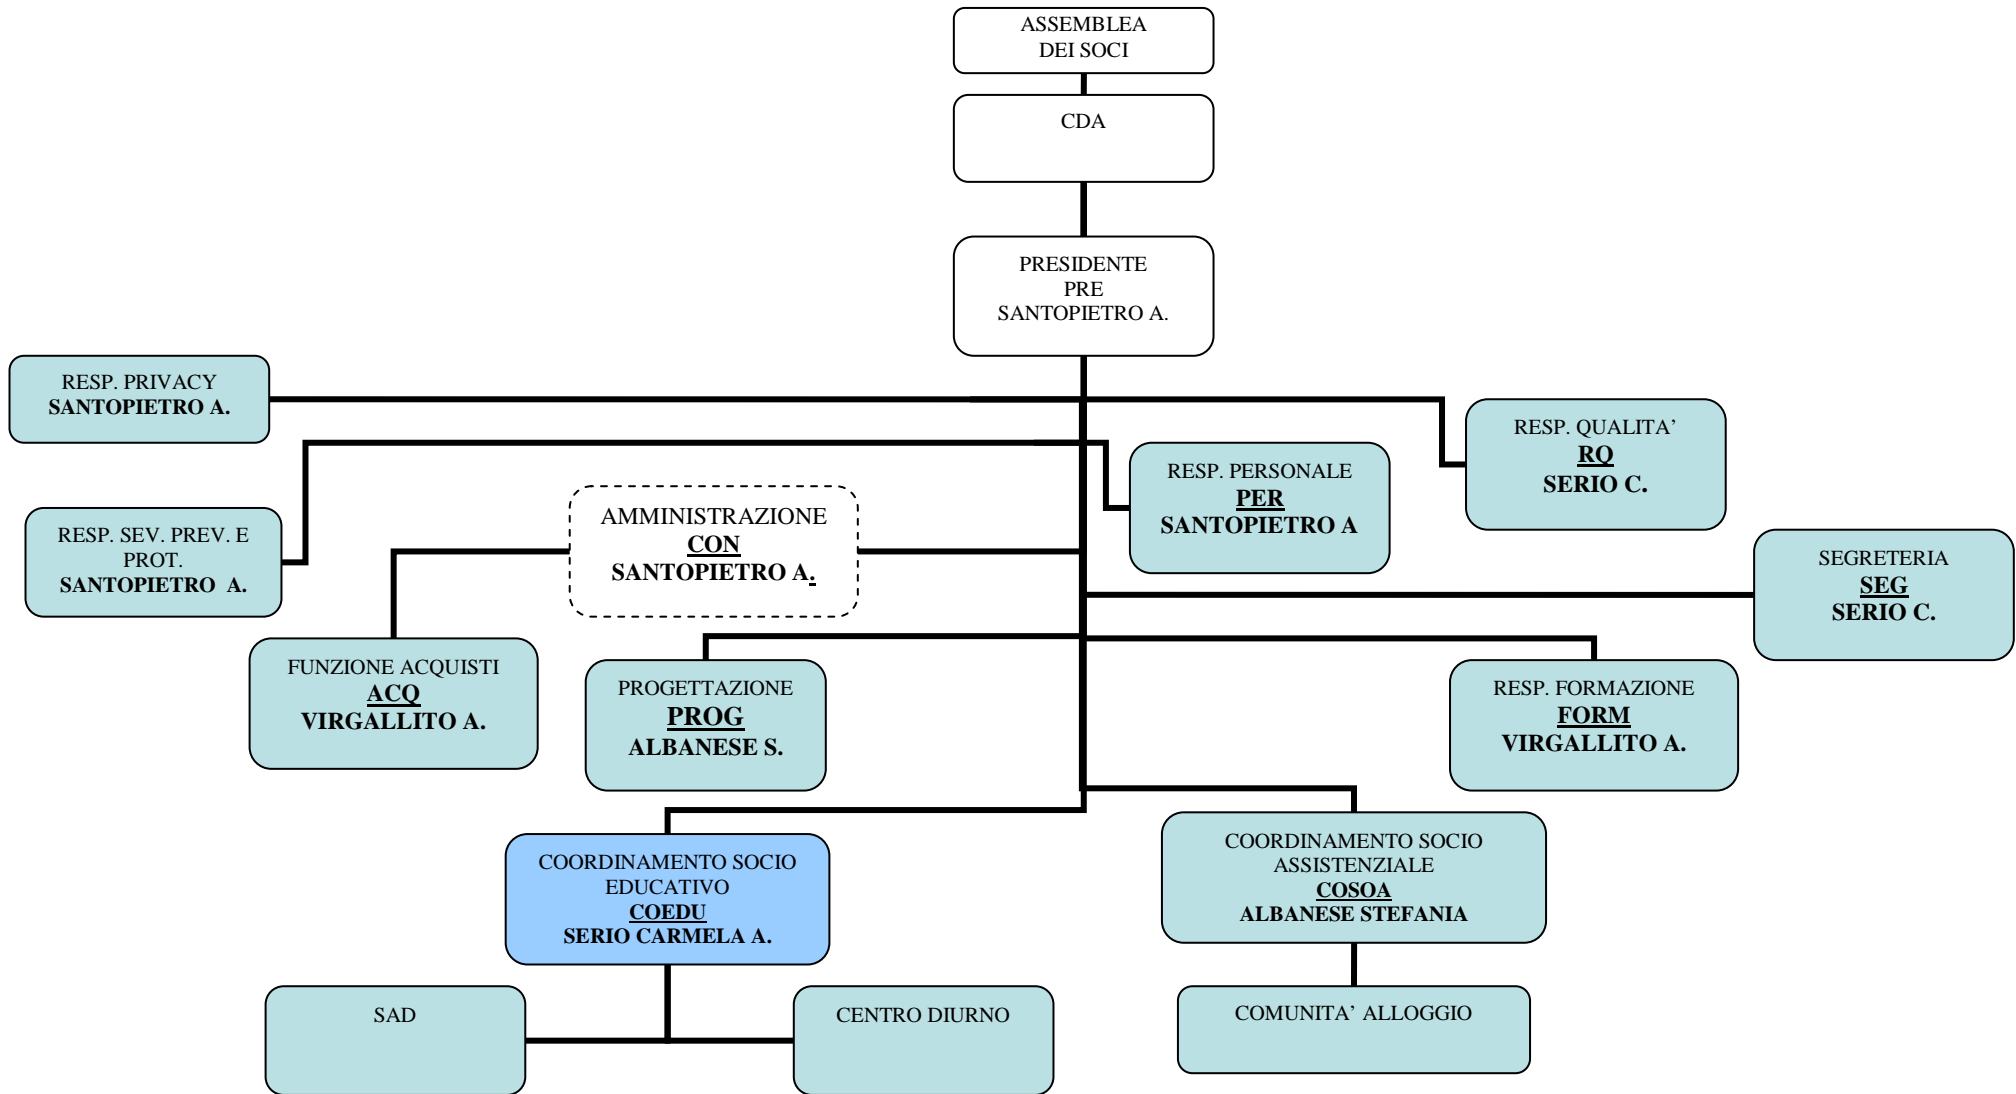 ASSEMBLEA
DEI SOCI
CDA
PRESIDENTE
PRE
SANTOPIETRO A.
RESP. PRIVACY
SANTOPIETRO A.
RESP. QUALITA’
RQ
SERIO C.
RESP. PERSONALE
PER
SANTOPIETRO A
RESP. SEV. PREV. E
PROT.
SANTOPIETRO  A.
AMMINISTRAZIONE
CON
SANTOPIETRO A.
SEGRETERIA
SEG
SERIO C.
FUNZIONE ACQUISTI
ACQ
VIRGALLITO A.
PROGETTAZIONE
PROG
ALBANESE S.
RESP. FORMAZIONE
FORM
VIRGALLITO A.
COORDINAMENTO SOCIO
EDUCATIVO
COEDU
SERIO CARMELA A.
COORDINAMENTO SOCIO
ASSISTENZIALE
COSOA
ALBANESE STEFANIA
SAD
CENTRO DIURNO
COMUNITA’ ALLOGGIO